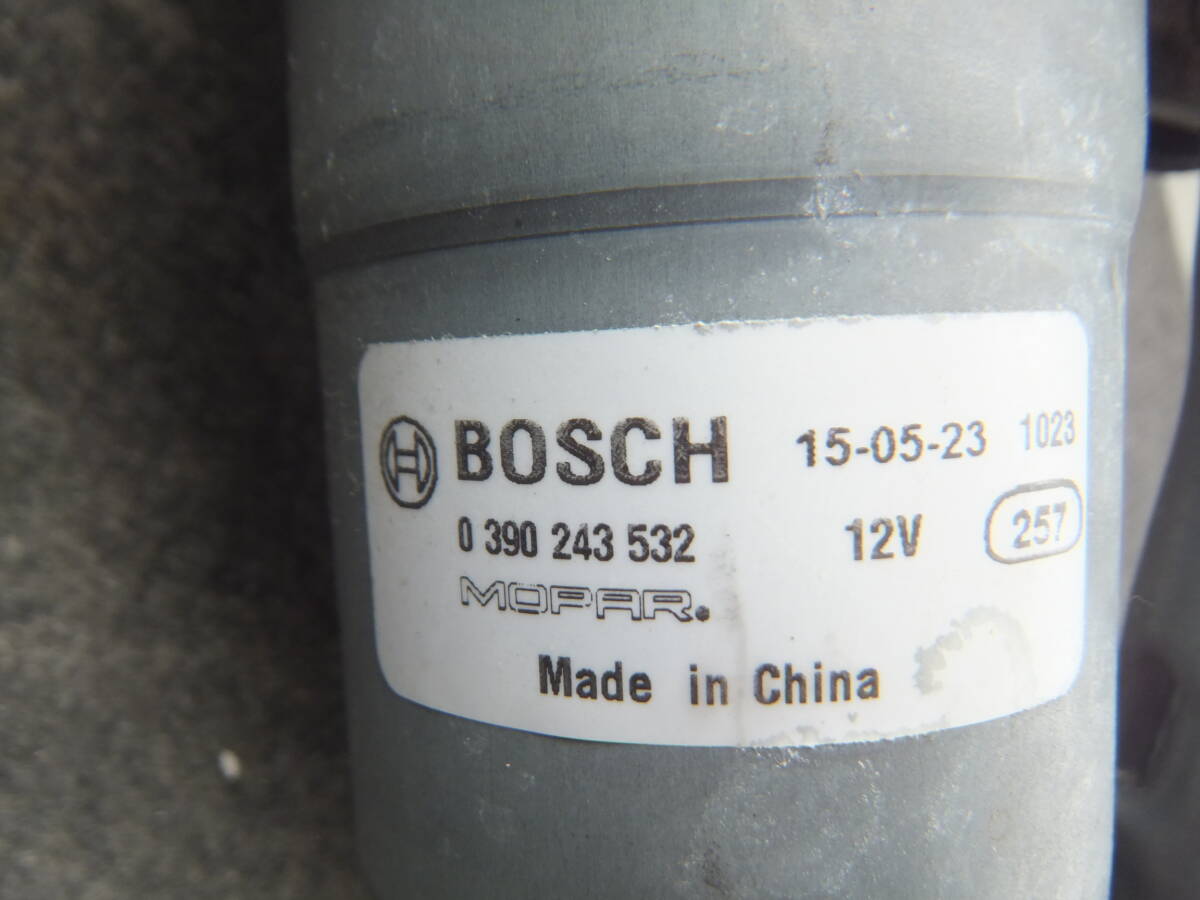 BOSCH 15-05-23 1023
0 390 243 532 12V 257
MOPAR.
Made in China